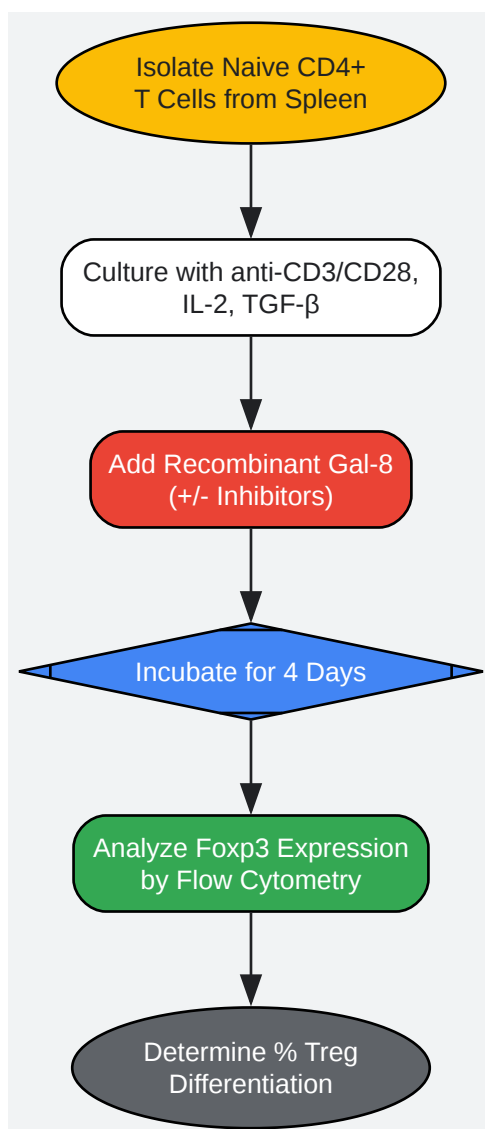 Isolate Naive CD4+
T Cells from Spleen
Culture with anti-CD3/CD28,
IL-2, TGF-β
Add Recombinant Gal-8
(+/- Inhibitors)
Incubate for 4 Days
Analyze Foxp3 Expression
by Flow Cytometry
Determine % Treg
Differentiation